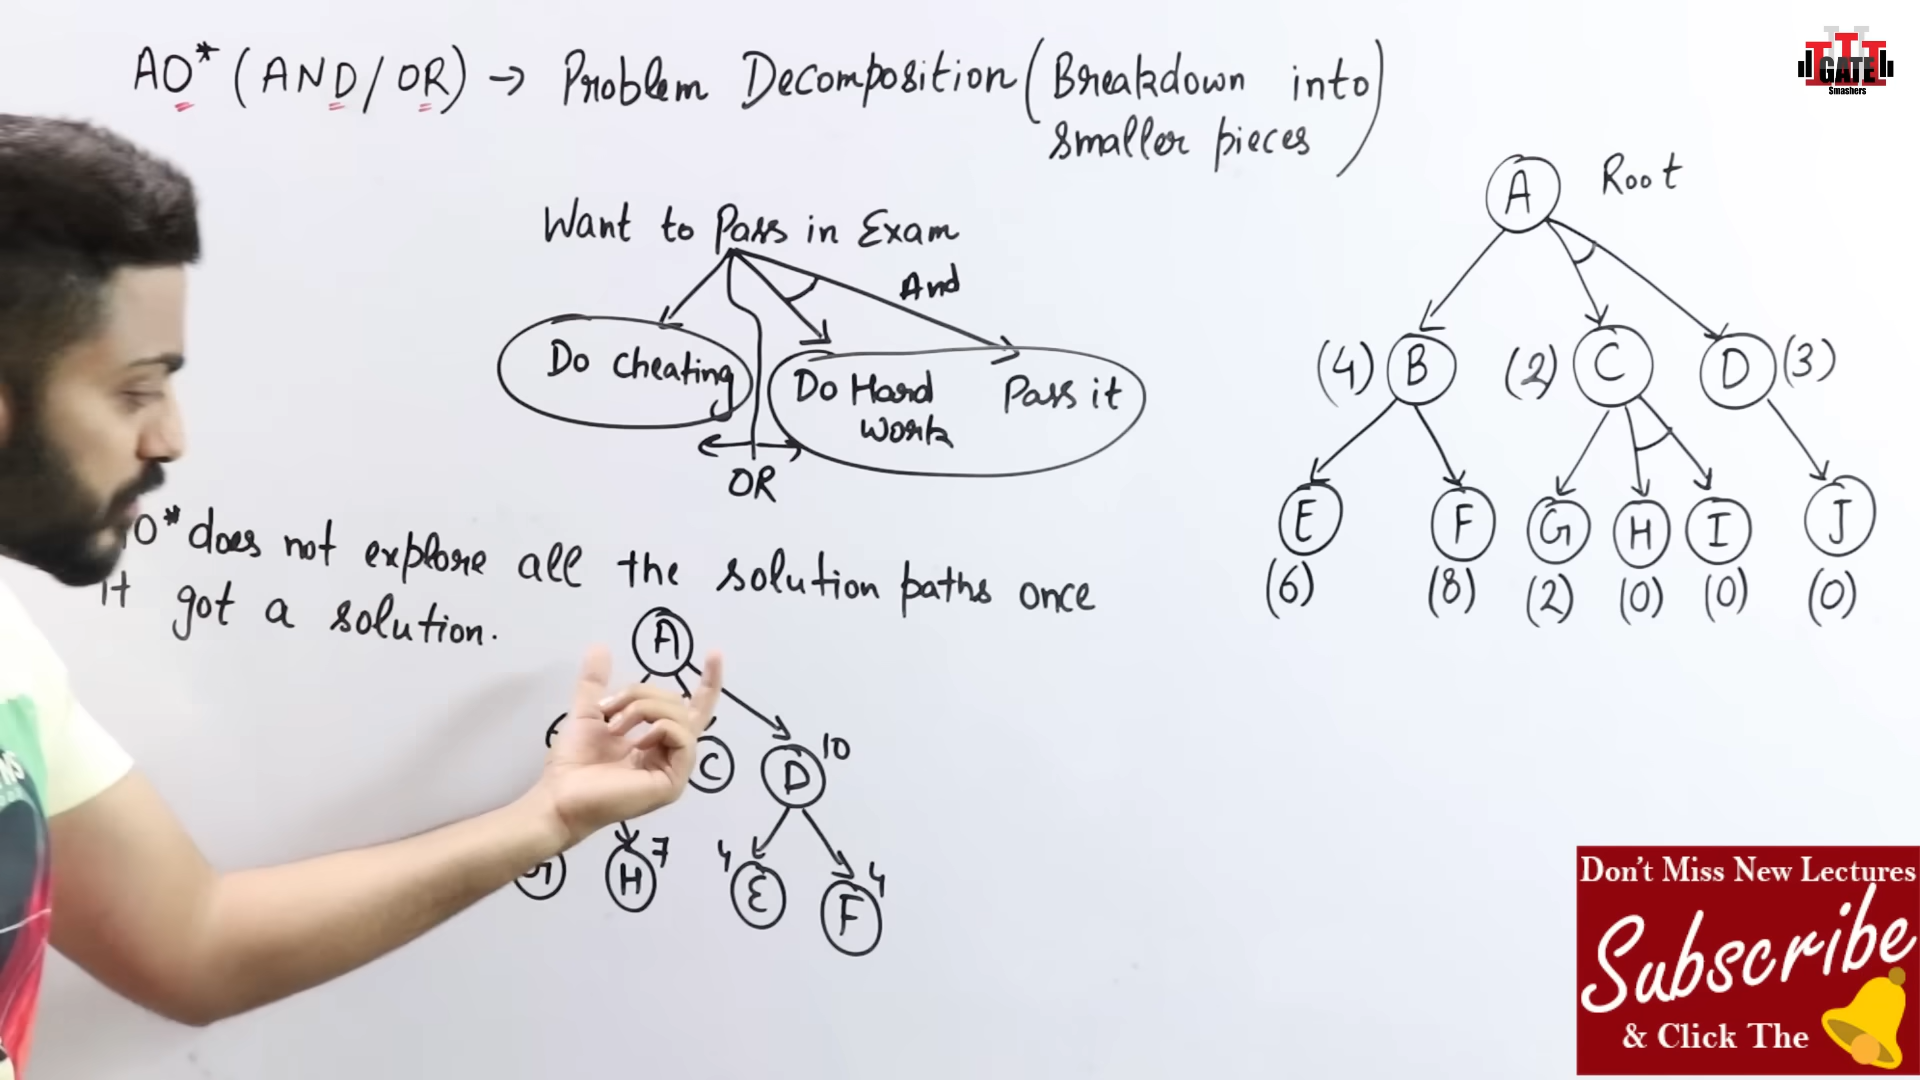 AO* (AND/OR) → Problem Decomposition (Breakdown into
smaller pieces)
GATE
Smashers
Want to Pass in Exam
And
Do cheating
Do Hard
work
Pass it
OR
O* does not explore all the solution paths once
it got a solution.
A
C
D 10
H 7
4 E
F 4
A Root
(4) B
(2) C
D (3)
E
F
G
H
I
J
(6)
(8)
(2)
(0)
(0)
(0)
Don't Miss New Lectures
Subscribe
& Click The